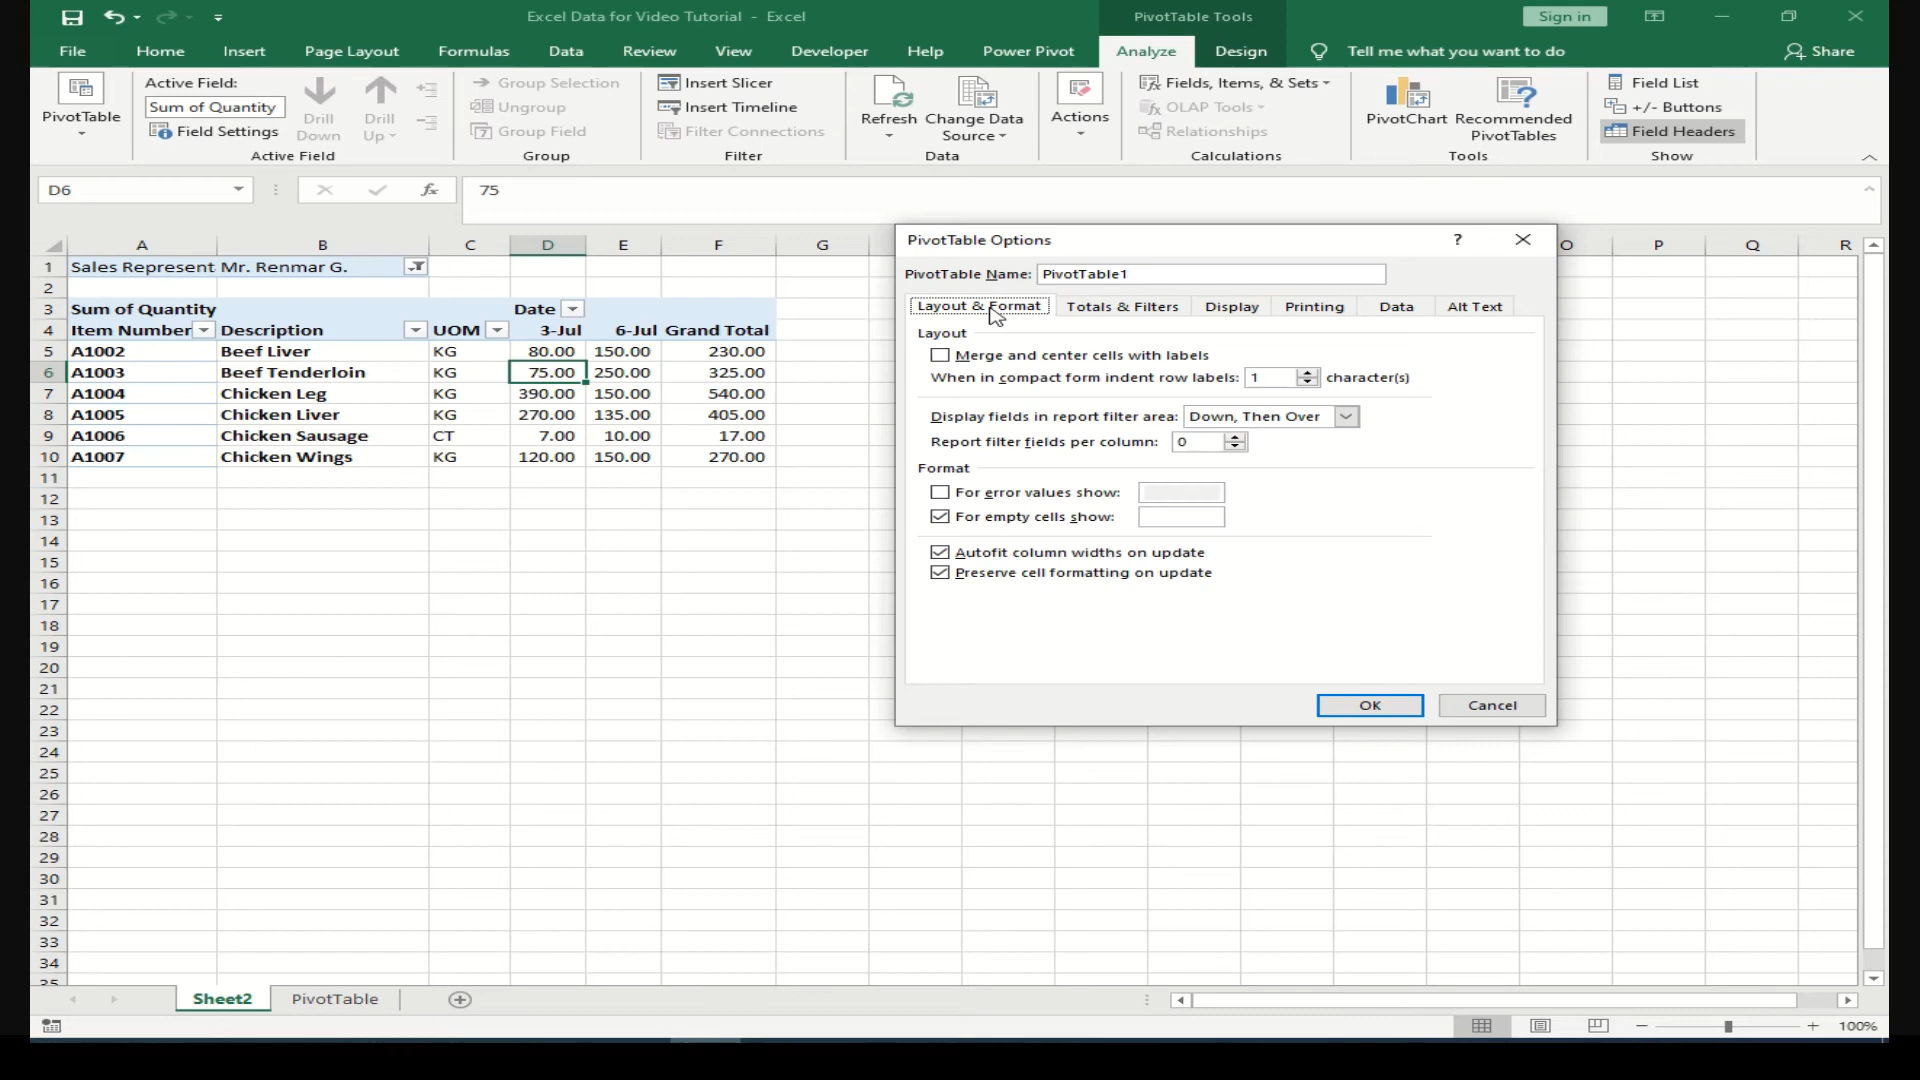 Excel Data for Video Tutorial - Excel
PivotTable Tools
Sign in
File Home Insert Page Layout Formulas Data Review View Developer Help Power Pivot Analyze Design Tell me what you want to do Share
PivotTable
Active Field:
Sum of Quantity
Field Settings
Drill Down
Drill Up
Active Field
Group Selection
Ungroup
Group Field
Group
Insert Slicer
Insert Timeline
Filter Connections
Filter
Refresh
Change Data Source
Data
Actions
Fields, Items, & Sets
OLAP Tools
Relationships
Calculations
PivotChart
Recommended PivotTables
Tools
Field List
+/- Buttons
Field Headers
Show
D6
fx
75
A B C D E F G O P Q R
1 Sales Represent Mr. Renmar G.
2
3 Sum of Quantity Date
4 Item Number Description UOM 3-Jul 6-Jul Grand Total
5 A1002 Beef Liver KG 80.00 150.00 230.00
6 A1003 Beef Tenderloin KG 75.00 250.00 325.00
7 A1004 Chicken Leg KG 390.00 150.00 540.00
8 A1005 Chicken Liver KG 270.00 135.00 405.00
9 A1006 Chicken Sausage CT 7.00 10.00 17.00
10 A1007 Chicken Wings KG 120.00 150.00 270.00
11
12
13
14
15
16
17
18
19
20
21
22
23
24
25
26
27
28
29
30
31
32
33
34
35
PivotTable Options
?
PivotTable Name: PivotTable1
Layout & Format Totals & Filters Display Printing Data Alt Text
Layout
Merge and center cells with labels
When in compact form indent row labels: 1 character(s)
Display fields in report filter area: Down, Then Over
Report filter fields per column: 0
Format
For error values show:
For empty cells show:
Autofit column widths on update
Preserve cell formatting on update
OK Cancel
Sheet2 PivotTable
100%